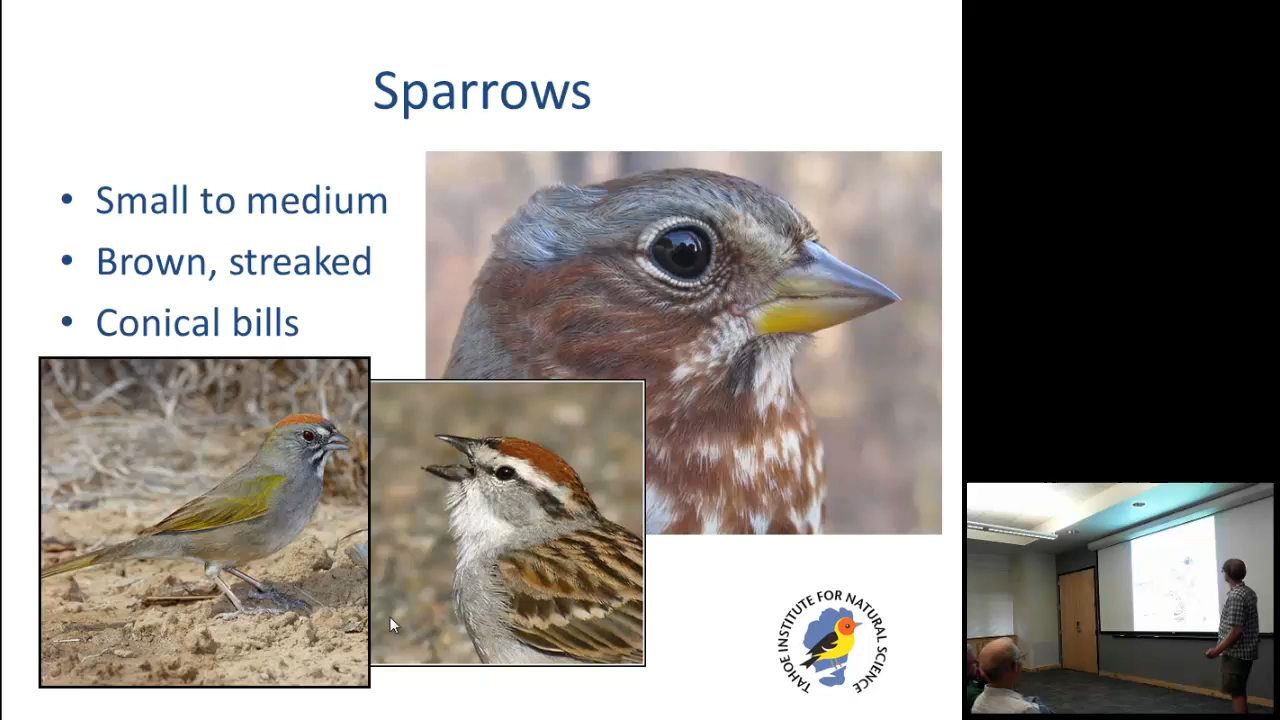 Sparrows
• Small to medium
• Brown, streaked
• Conical bills
TAHOE INSTITUTE FOR NATURAL SCIENCE